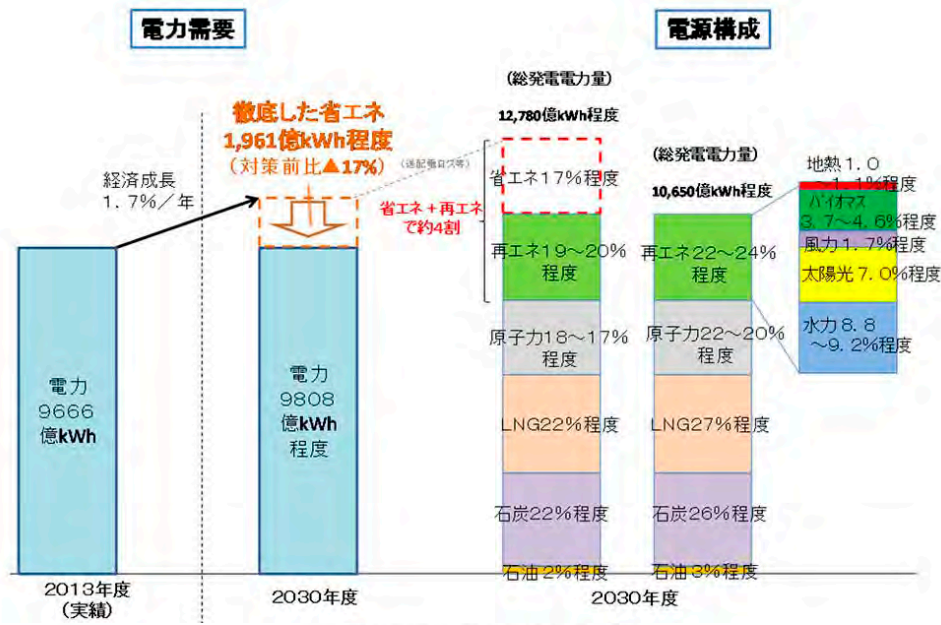 電力需要
電源構成
(総発電電力量)
12,780億kWh程度
徹底した省エネ
1,961億kWh程度
(対策前比▲17%)
(送配電ロス等)
経済成長
1.7%/年
省エネ+再エネ
で約4割
省エネ17%程度
再エネ19～20%
程度
原子力18～17%
程度
LNG22%程度
石炭22%程度
石油 2%程度
(総発電電力量)
10,650億kWh程度
再エネ22～24%
程度
原子力22～20%
程度
LNG27%程度
石炭26%程度
石油 3%程度
地熱1.0
～1.1%程度
バイオマス
3.7～4.6%程度
風力1.7%程度
太陽光7.0%程度
水力8.8
～9.2%程度
電力
9666
億kWh
電力
9808
億kWh
程度
2013年度
(実績)
2030年度
2030年度